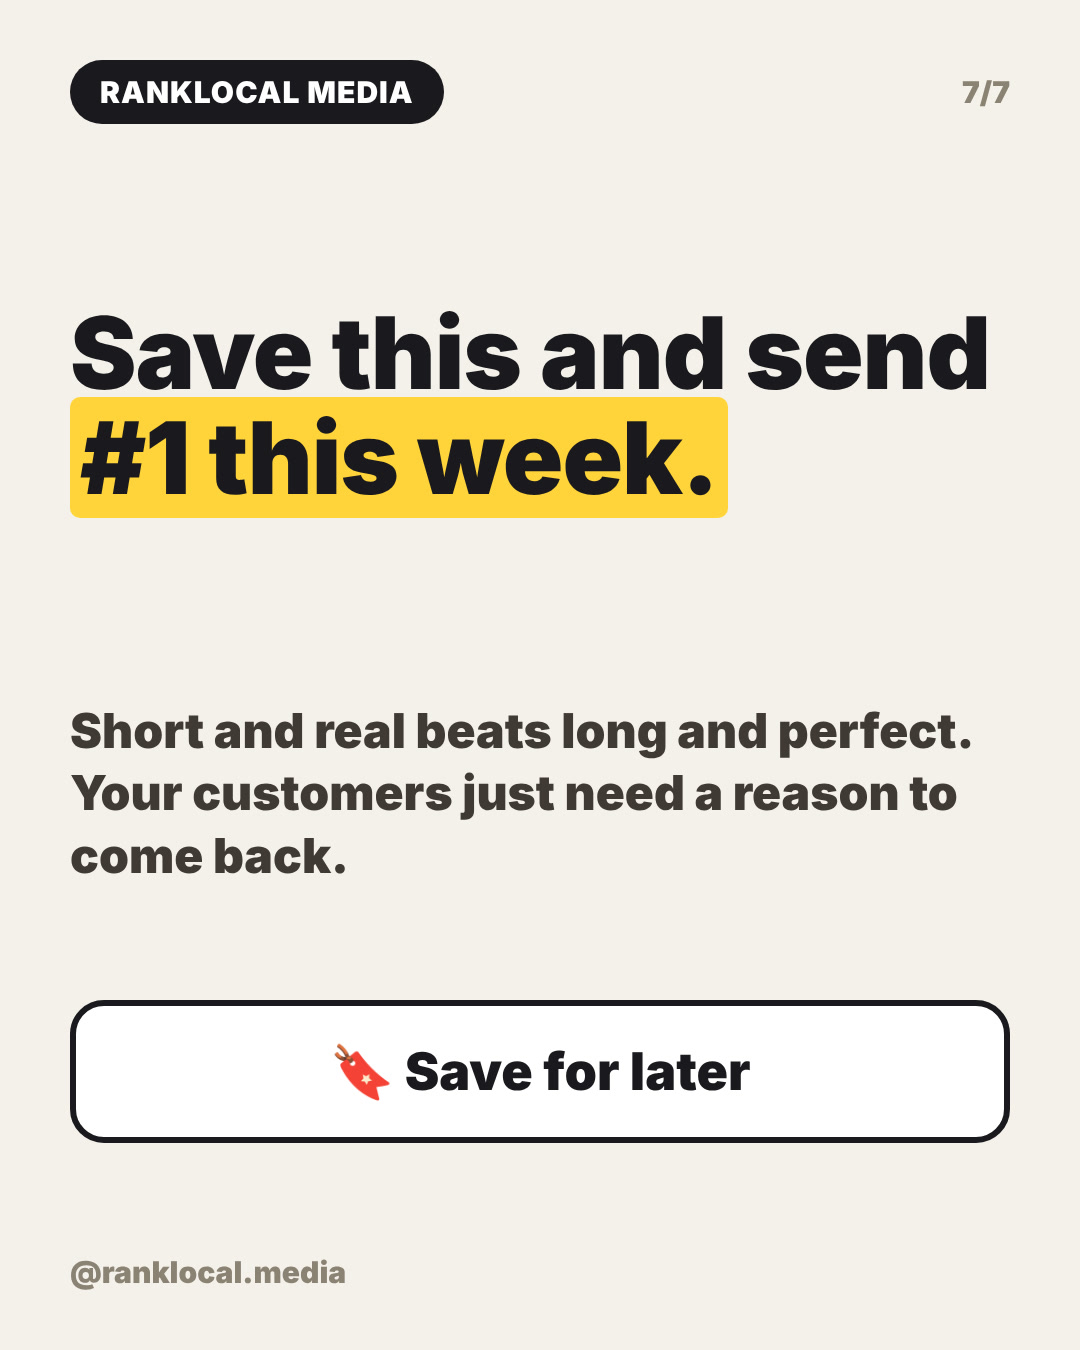 RANKLOCAL MEDIA
7/7
Save this and send
#1 this week.
Short and real beats long and perfect.
Your customers just need a reason to
come back.
🔖 Save for later
@ranklocal.media